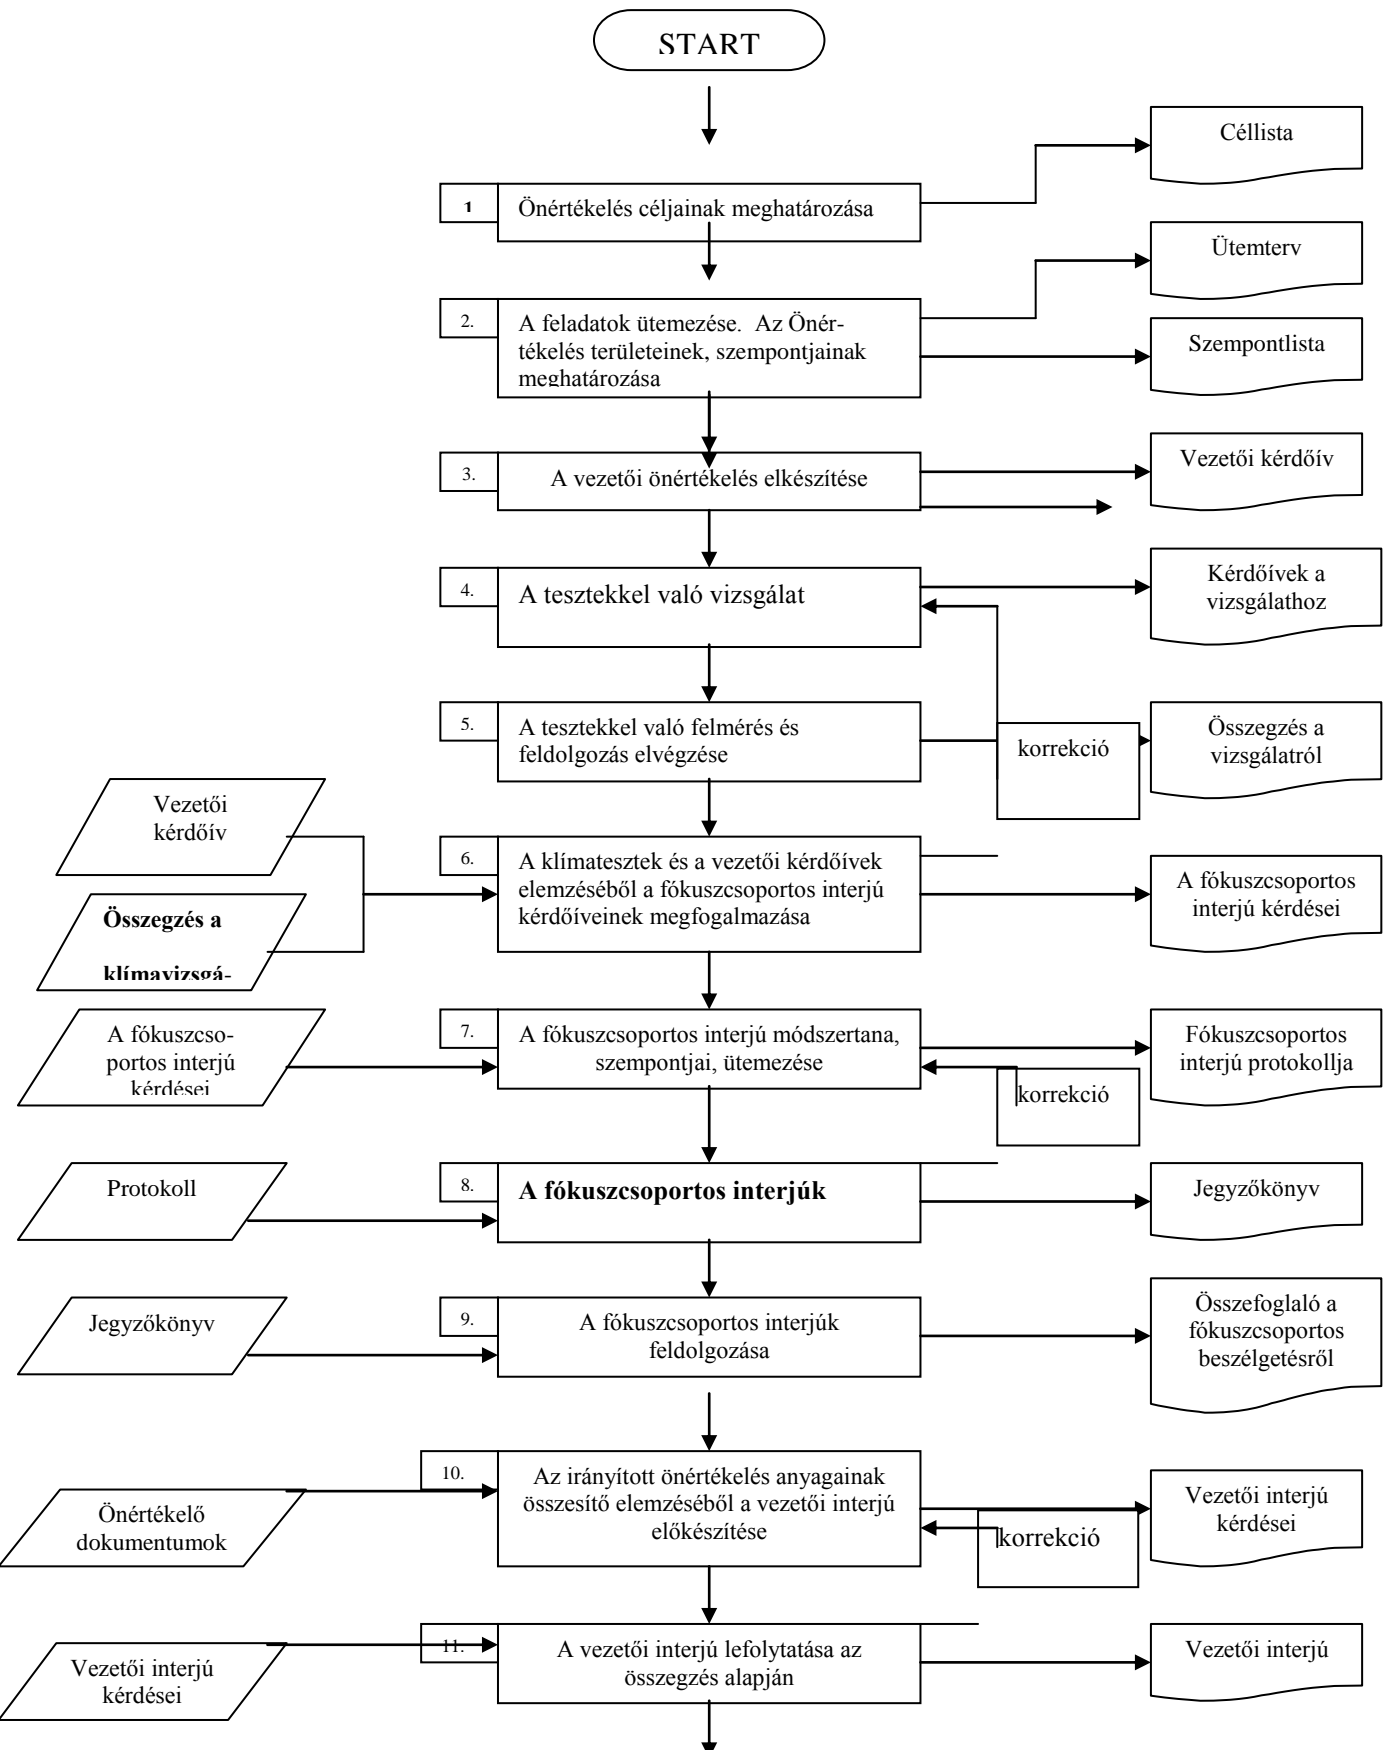 START
Céllista
1
Önértékelés céljainak meghatározása
Ütemterv
2.
A feladatok ütemezése.  Az Önér-
tékelés területeinek, szempontjainak
meghatározása
Szempontlista
3.
A vezetői önértékelés elkészítése
Vezetői kérdőív
4.
A tesztekkel való vizsgálat
Kérdőívek a
vizsgálathoz
5.
A tesztekkel való felmérés és
feldolgozás elvégzése
korrekció
Összegzés a
vizsgálatról
Vezetői
kérdőív
Összegzés a
klímavizsgá-
6.
A klímatesztek és a vezetői kérdőívek
elemzéséből a fókuszcsoportos interjú
kérdőíveinek megfogalmazása
A fókuszcsoportos
interjú kérdései
A fókuszcso-
portos interjú
kérdései
7.
A fókuszcsoportos interjú módszertana,
szempontjai, ütemezése
korrekció
Fókuszcsoportos
interjú protokollja
Protokoll
8.
A fókuszcsoportos interjúk
Jegyzőkönyv
Jegyzőkönyv
9.
A fókuszcsoportos interjúk
feldolgozása
Összefoglaló a
fókuszcsoportos
beszélgetésről
Önértékelő
dokumentumok
10.
Az irányított önértékelés anyagainak
összesítő elemzéséből a vezetői interjú
előkészítése
korrekció
Vezetői interjú
kérdései
Vezetői interjú
kérdései
11.
A vezetői interjú lefolytatása az
összegzés alapján
Vezetői interjú